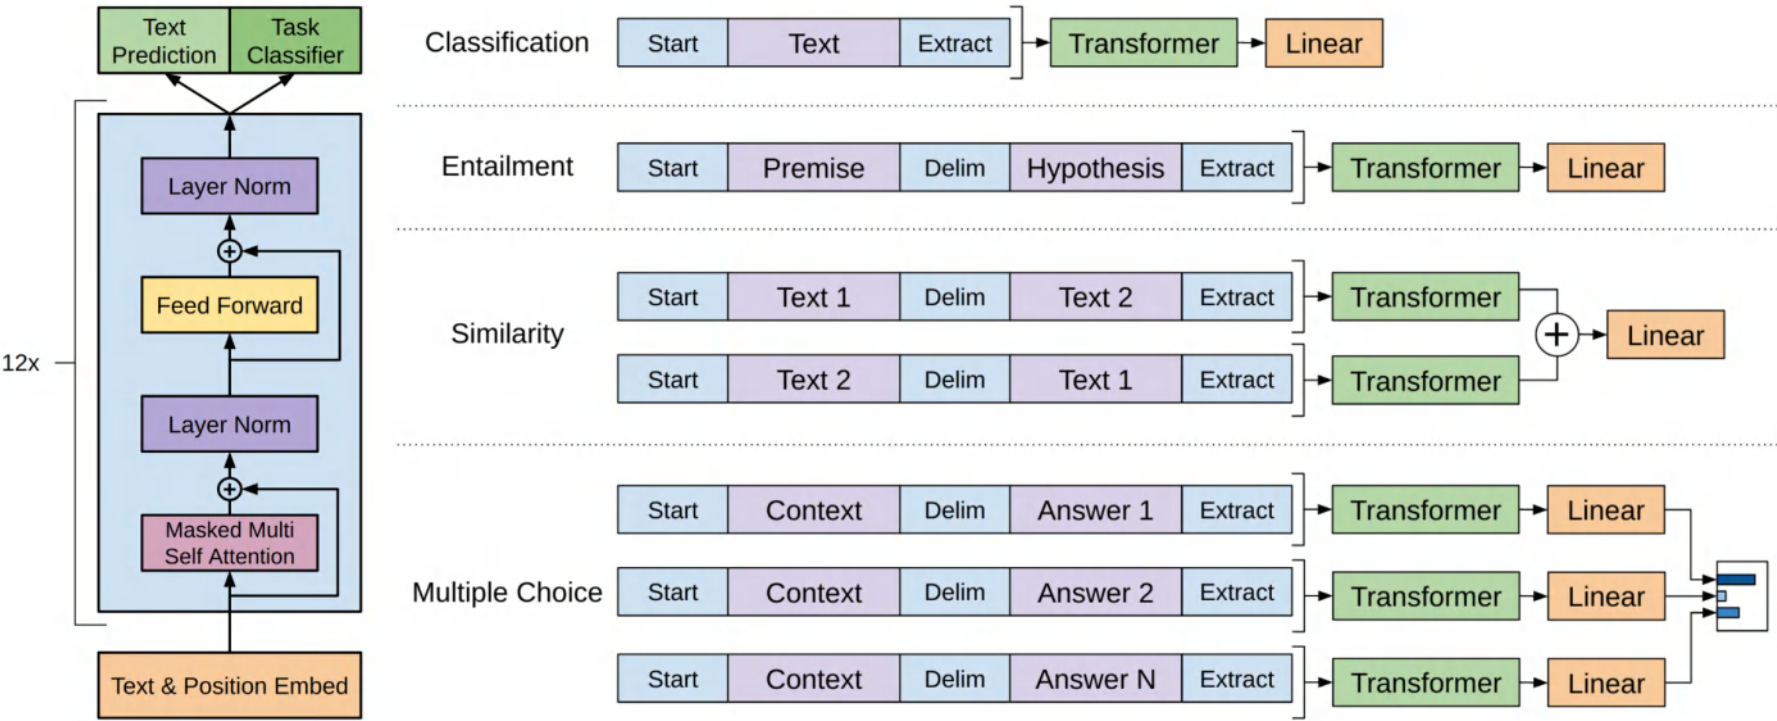 Text
Prediction
Task
Classifier
12x
Layer Norm
Feed Forward
Layer Norm
Masked Multi
Self Attention
Text & Position Embed
Classification
Start Text Extract Transformer Linear
Entailment
Start Premise Delim Hypothesis Extract Transformer Linear
Similarity
Start Text 1 Delim Text 2 Extract Transformer
Start Text 2 Delim Text 1 Extract Transformer
Linear
Multiple Choice
Start Context Delim Answer 1 Extract Transformer Linear
Start Context Delim Answer 2 Extract Transformer Linear
Start Context Delim Answer N Extract Transformer Linear